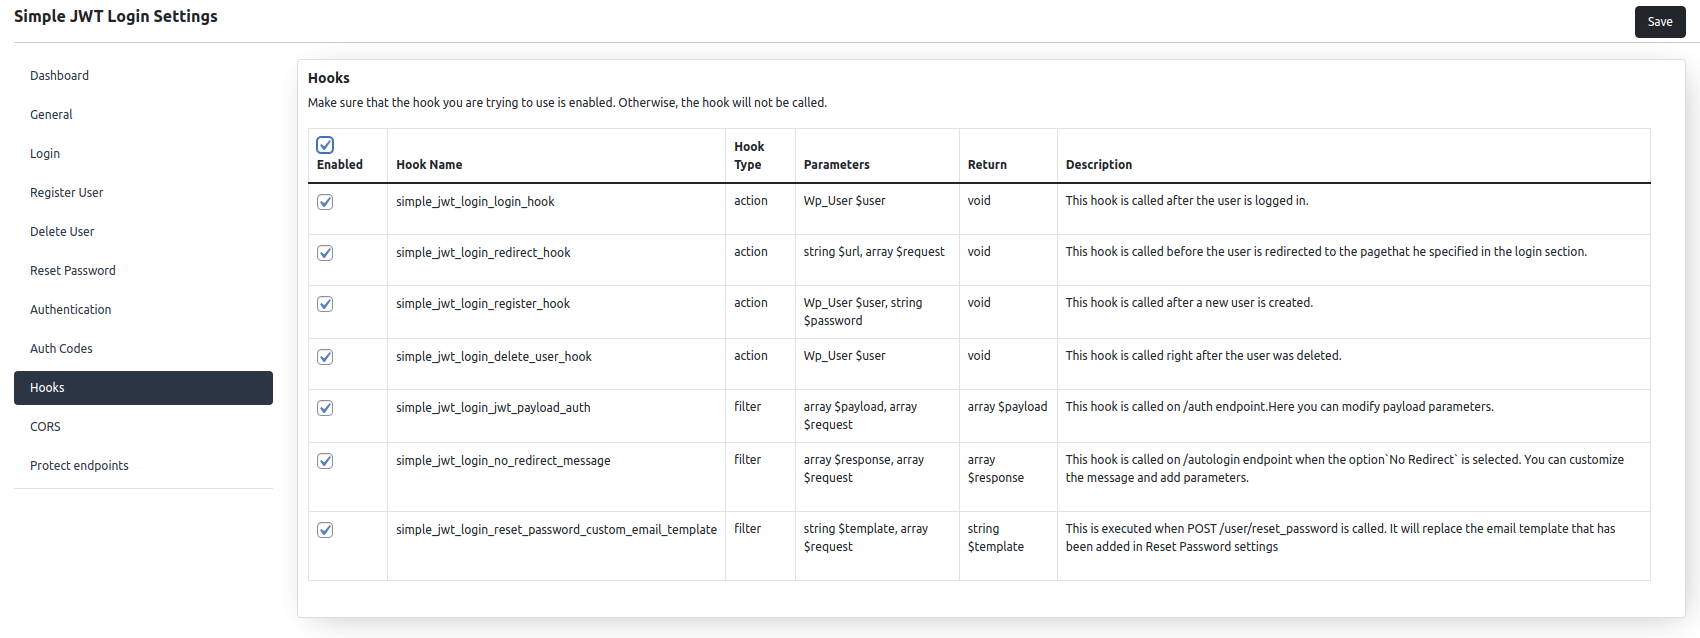 Simple JWT Login Settings
Save
Dashboard
General
Login
Register User
Delete User
Reset Password
Authentication
Auth Codes
Hooks
CORS
Protect endpoints
Hooks
Make sure that the hook you are trying to use is enabled. Otherwise, the hook will not be called.
Enabled
Hook Name
Hook
Type
Parameters
Return
Description
simple_jwt_login_login_hook
action
Wp_User $user
void
This hook is called after the user is logged in.
simple_jwt_login_redirect_hook
action
string $url, array $request
void
This hook is called before the user is redirected to the pagethat he specified in the login section.
simple_jwt_login_register_hook
action
Wp_User $user, string
$password
void
This hook is called after a new user is created.
simple_jwt_login_delete_user_hook
action
Wp_User $user
void
This hook is called right after the user was deleted.
simple_jwt_login_jwt_payload_auth
filter
array $payload, array
$request
array $payload
This hook is called on /auth endpoint.Here you can modify payload parameters.
simple_jwt_login_no_redirect_message
filter
array $response, array
$request
array
$response
This hook is called on /autologin endpoint when the option`No Redirect` is selected. You can customize
the message and add parameters.
simple_jwt_login_reset_password_custom_email_template
filter
string $template, array
$request
string
$template
This is executed when POST /user/reset_password is called. It will replace the email template that has
been added in Reset Password settings